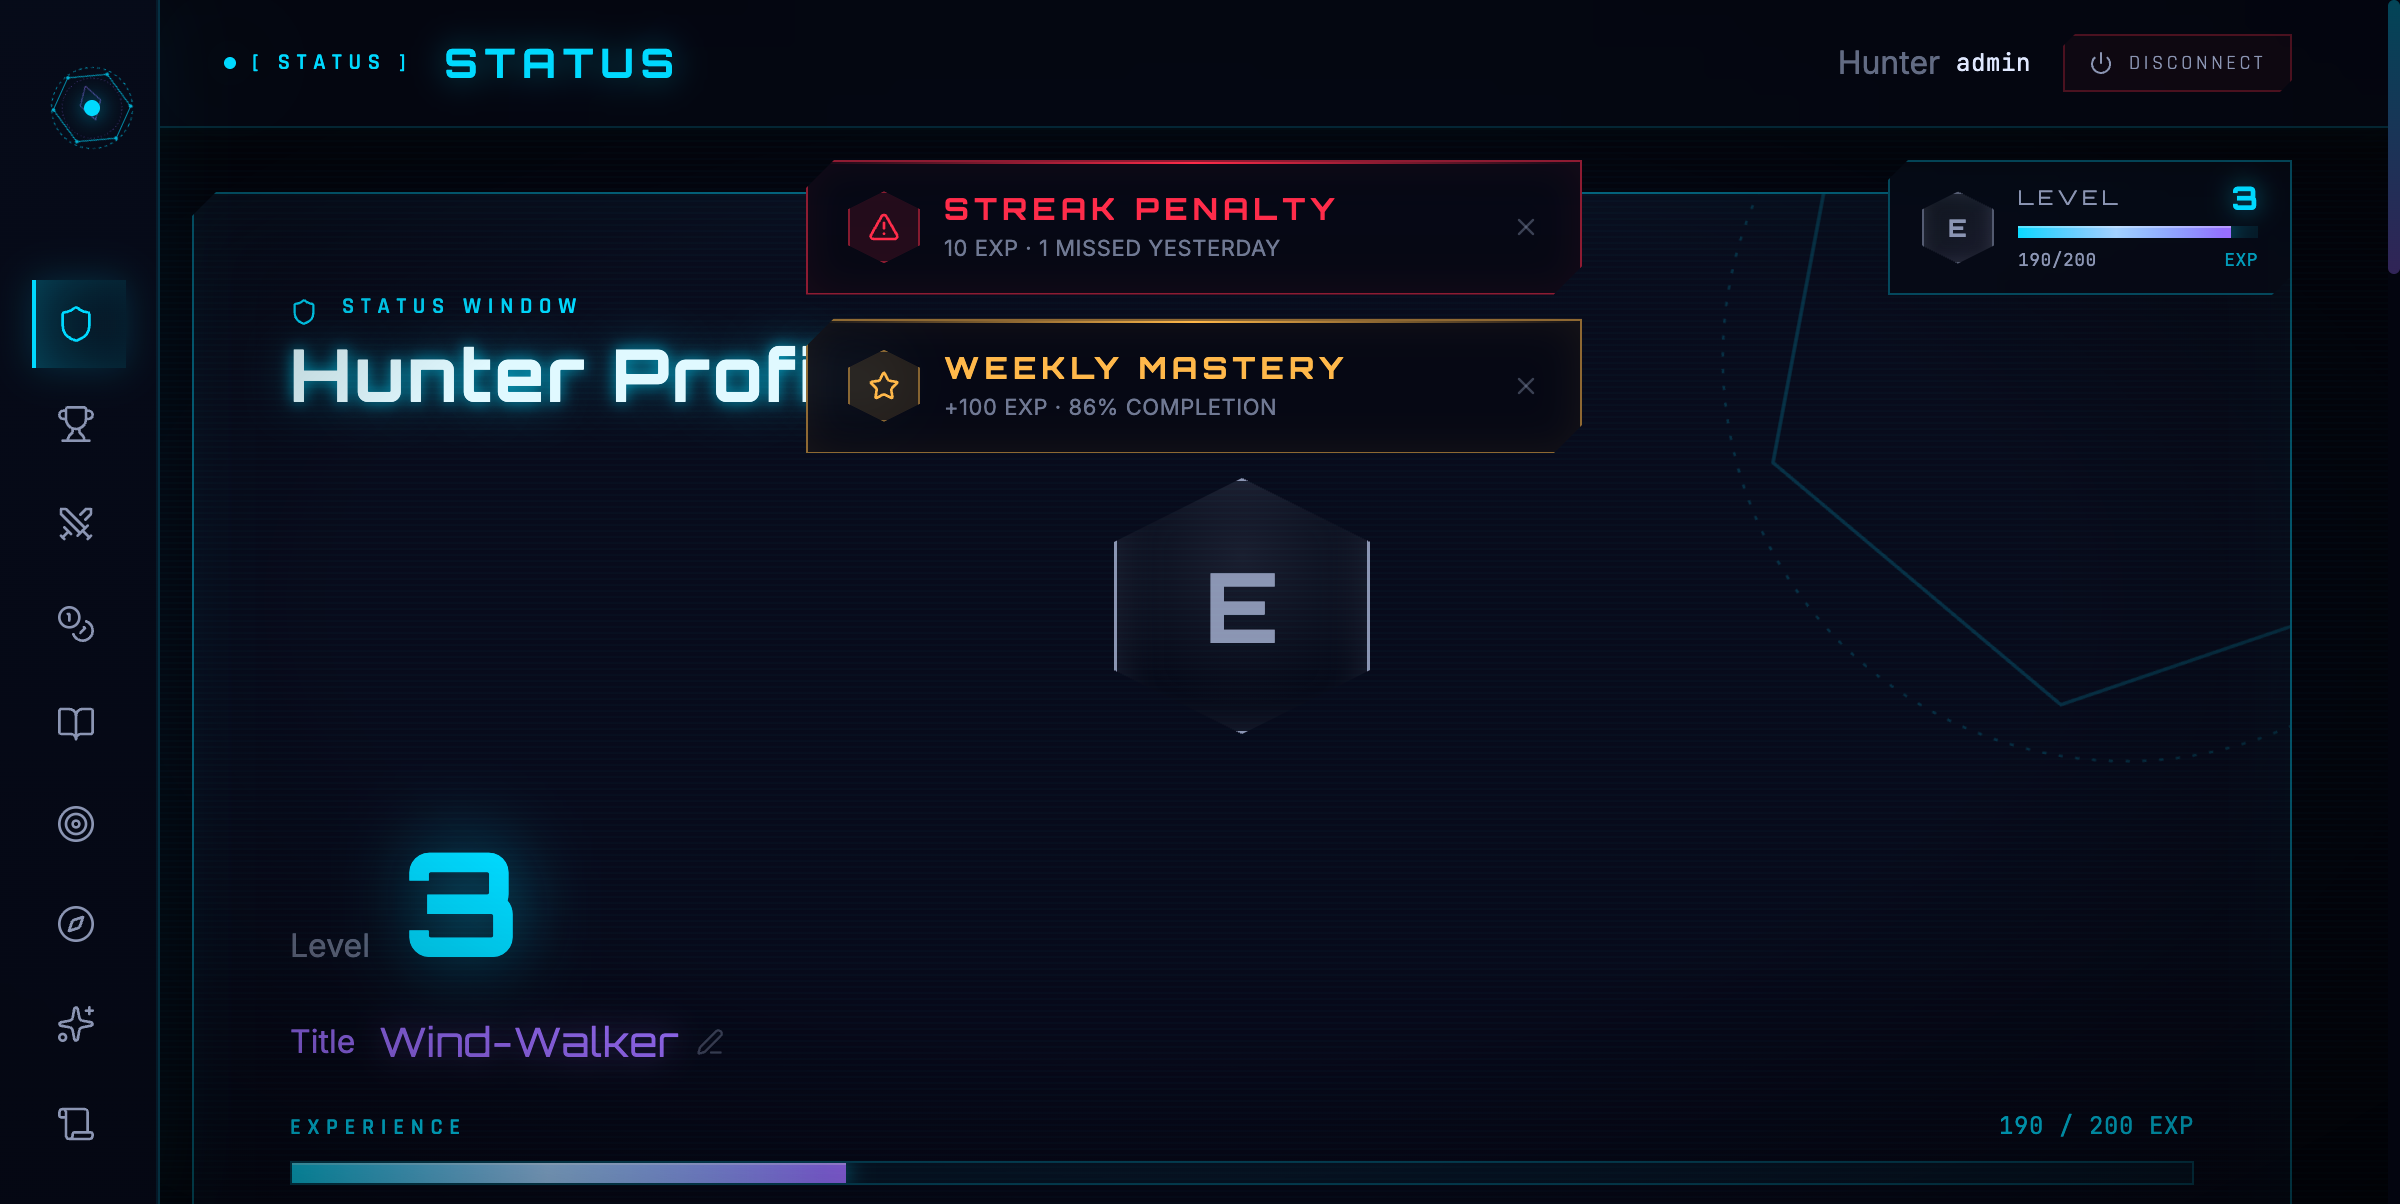 [ STATUS ]
STATUS
Hunter admin
DISCONNECT
STREAK PENALTY
10 EXP · 1 MISSED YESTERDAY
E
LEVEL 3
190/200 EXP
STATUS WINDOW
Hunter Profi
WEEKLY MASTERY
+100 EXP · 86% COMPLETION
E
Level 3
Title Wind-Walker
EXPERIENCE
190 / 200 EXP